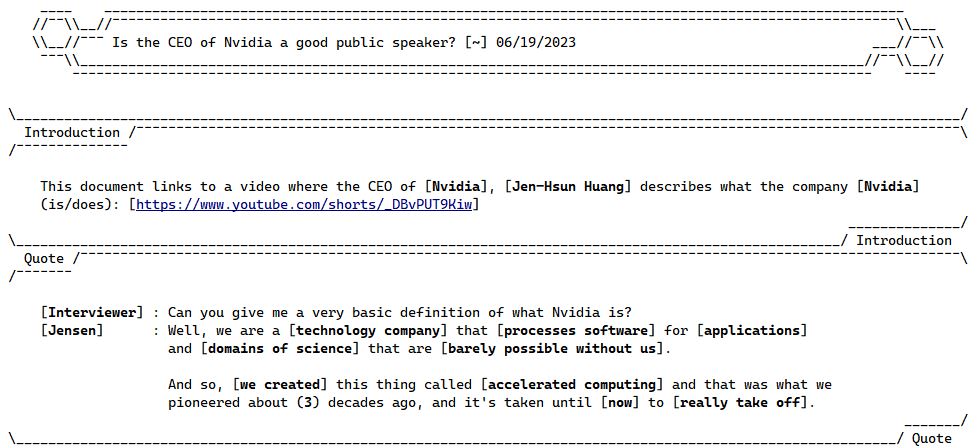 Is the CEO of Nvidia a good public speaker? [~] 06/19/2023
Introduction
This document links to a video where the CEO of [Nvidia], [Jen-Hsun Huang] describes what the company [Nvidia]
(is/does): [https://www.youtube.com/shorts/_DBvPUT9Kiw]
Introduction
Quote
[Interviewer] : Can you give me a very basic definition of what Nvidia is?
[Jensen] : Well, we are a [technology company] that [processes software] for [applications]
and [domains of science] that are [barely possible without us].
And so, [we created] this thing called [accelerated computing] and that was what we
pioneered about (3) decades ago, and it's taken until [now] to [really take off].
Quote